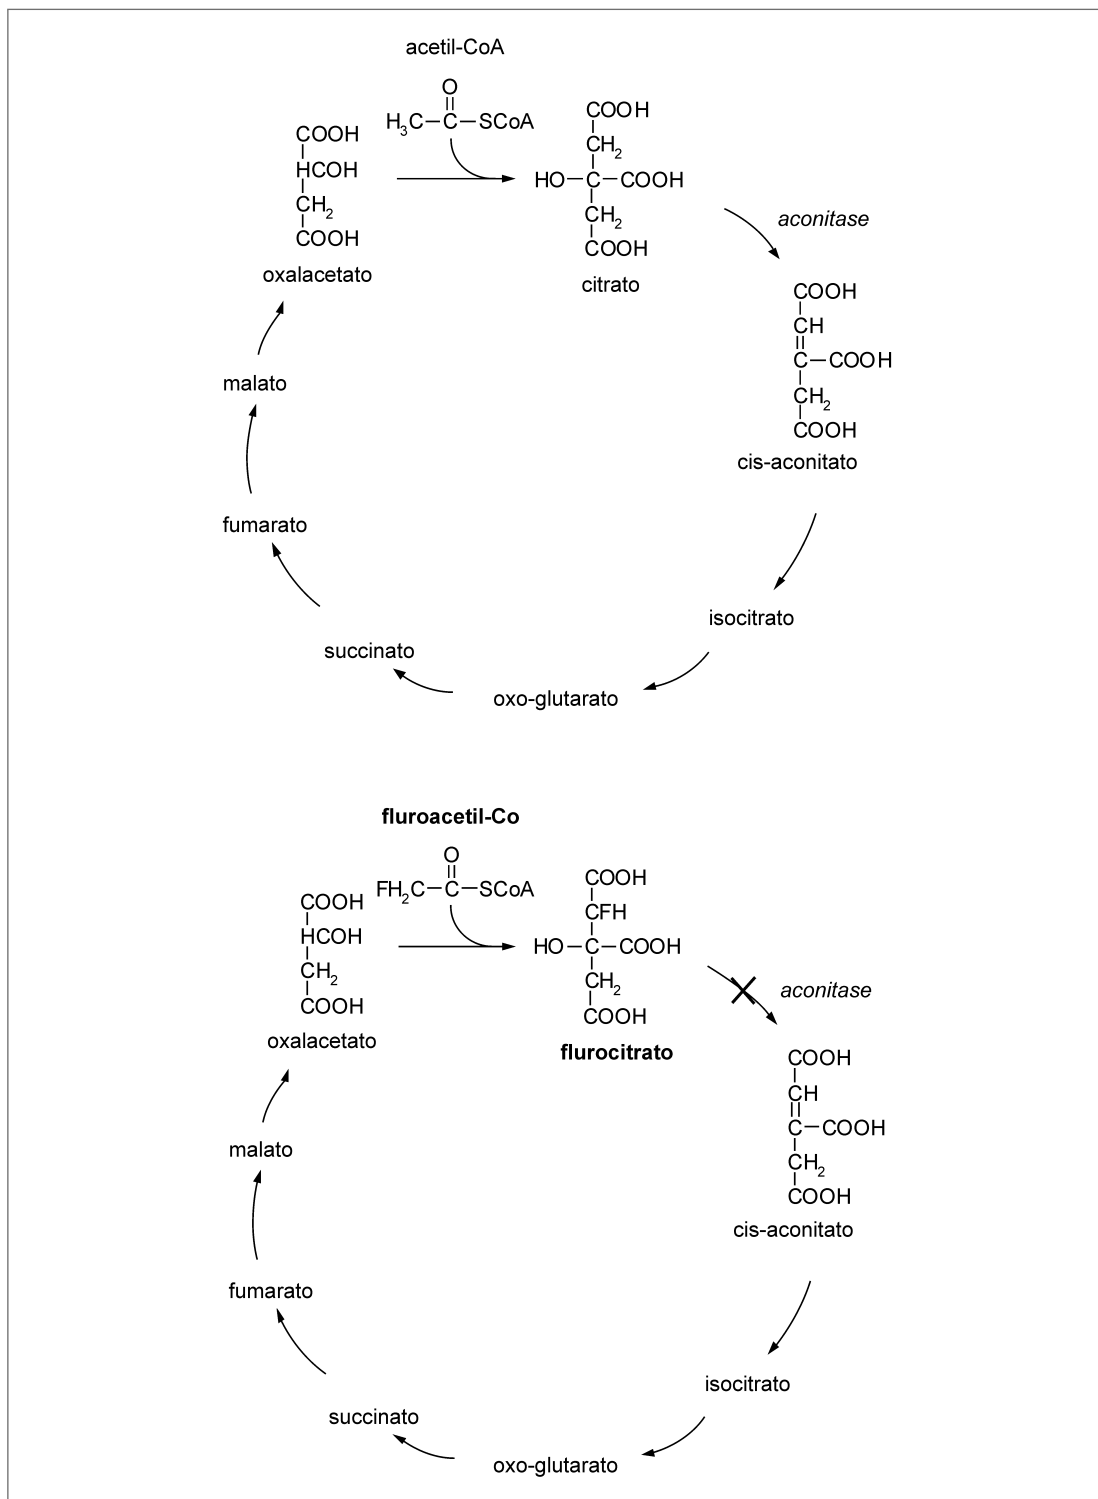 acetil-CoA
O
H3C–C–SCoA
COOH
HCOH
CH2
COOH
oxalacetato
COOH
CH2
HO–C–COOH
CH2
COOH
citrato
aconitase
COOH
CH
C–COOH
CH2
COOH
cis-aconitato
malato
fumarato
succinato
oxo-glutarato
isocitrato
fluroacetil-Co
O
FH2C–C–SCoA
COOH
HCOH
CH2
COOH
oxalacetato
COOH
CFH
HO–C–COOH
CH2
COOH
flurocitrato
aconitase
COOH
CH
C–COOH
CH2
COOH
cis-aconitato
malato
fumarato
succinato
oxo-glutarato
isocitrato